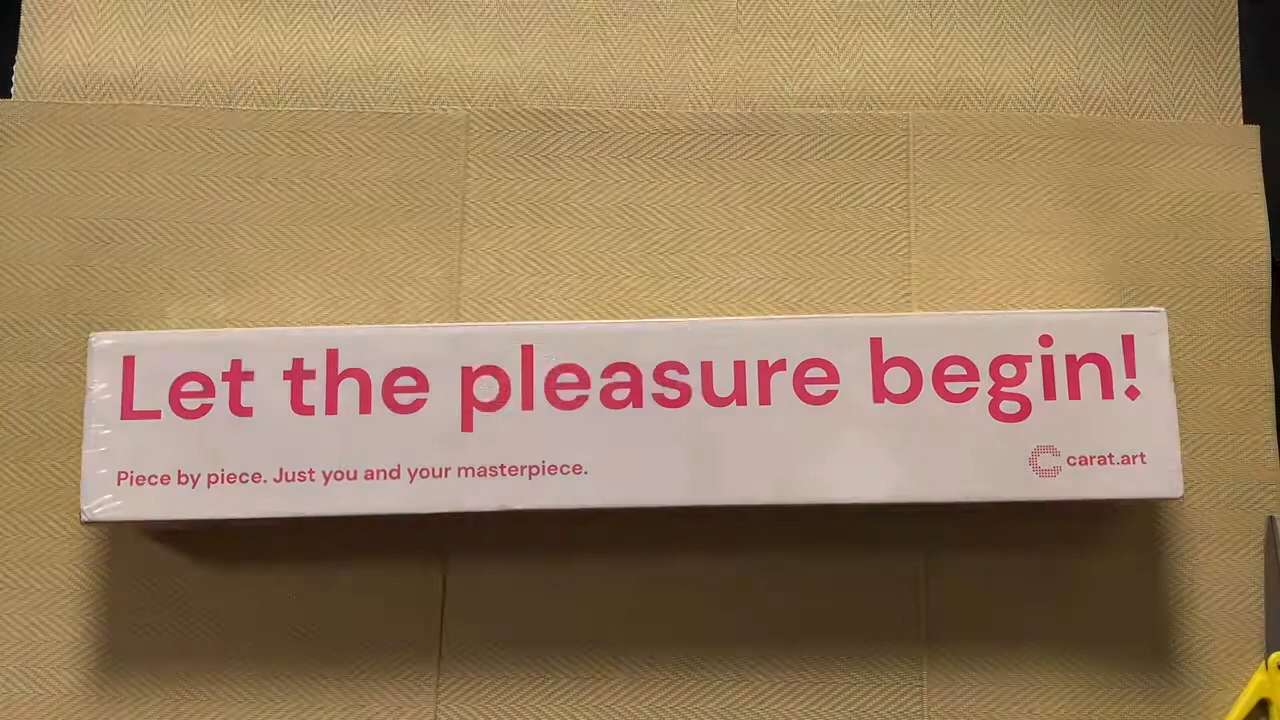 Let the pleasure begin!
Piece by piece. Just you and your masterpiece.
carat.art